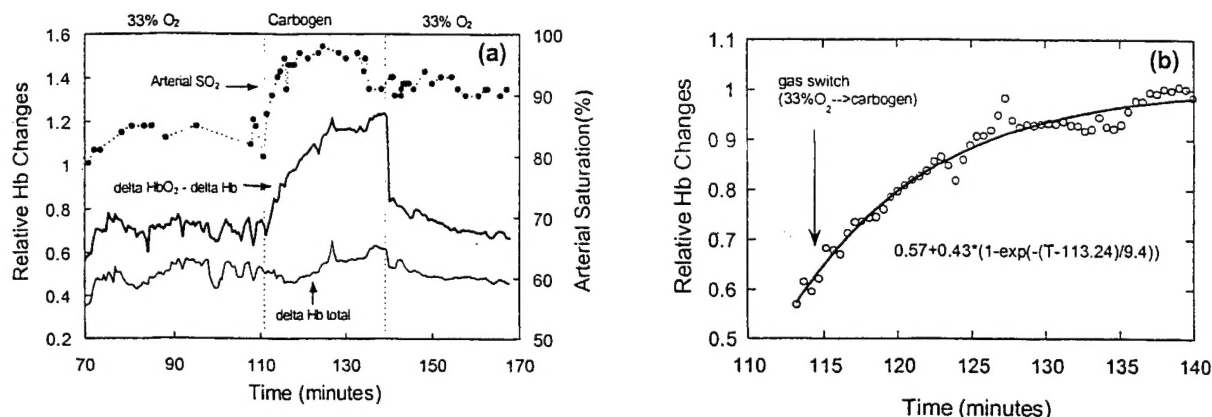 33% O₂ Carbogen 33% O₂
(a)
1.6
1.4
1.2
1
0.8
0.6
0.4
0.2
Relative Hb Changes
100
90
80
70
60
50
Arterial Saturation(%)
Arterial SO₂
delta HbO₂ - delta Hb
delta Hb total
70 90 110 130 150 170
Time (minutes)
(b)
1.1
1
0 9
0.8
0.7
0.6
0.5
Relative Hb Changes
gas switch
(33%O₂-->carbogen)
0.57+0.43*(1-exp(-(T-113.24)/9.4))
110 115 120 125 130 135 140
Time (minutes)